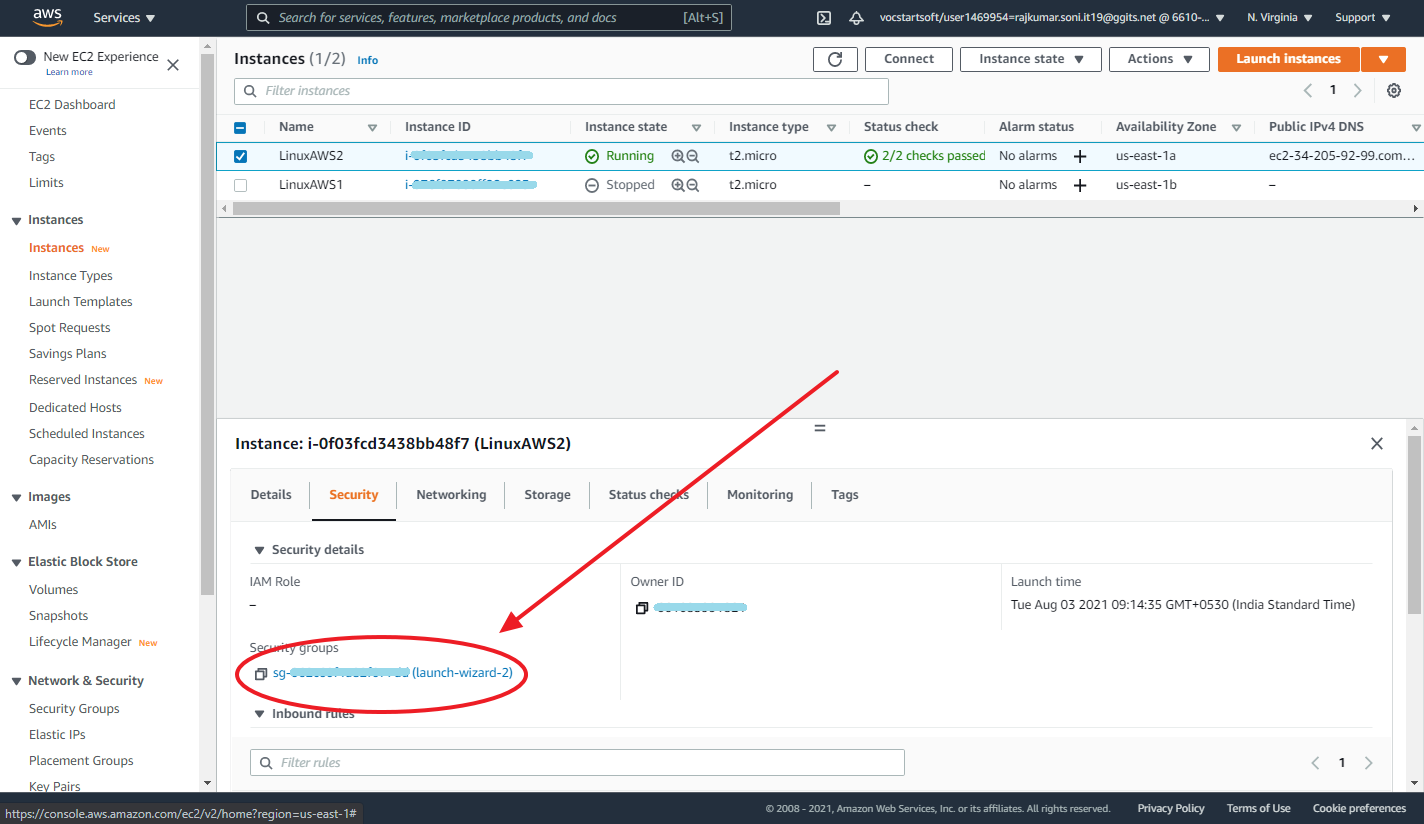 aws Services Search for services, features, marketplace products, and docs [Alt+S] vocstartsoft/user1469954=rajkumar.soni.it19@ggits.net @ 6610-... N. Virginia Support
New EC2 Experience
Learn more
EC2 Dashboard
Events
Tags
Limits
Instances
Instances New
Instance Types
Launch Templates
Spot Requests
Savings Plans
Reserved Instances New
Dedicated Hosts
Scheduled Instances
Capacity Reservations
Images
AMIs
Elastic Block Store
Volumes
Snapshots
Lifecycle Manager New
Network & Security
Security Groups
Elastic IPs
Placement Groups
Key Pairs
Instances (1/2) Info Connect Instance state Actions Launch instances
Filter instances 1
Name Instance ID Instance state Instance type Status check Alarm status Availability Zone Public IPv4 DNS
LinuxAWS2 Running t2.micro 2/2 checks passed No alarms us-east-1a ec2-34-205-92-99.com...
LinuxAWS1 Stopped t2.micro – No alarms us-east-1b –
Instance: i-0f03fcd3438bb48f7 (LinuxAWS2)
Details Security Networking Storage Status checks Monitoring Tags
Security details
IAM Role Owner ID Launch time
– Tue Aug 03 2021 09:14:35 GMT+0530 (India Standard Time)
Security groups
sg- (launch-wizard-2)
Inbound rules
Filter rules 1
https://console.aws.amazon.com/ec2/v2/home?region=us-east-1#
© 2008 - 2021, Amazon Web Services, Inc. or its affiliates. All rights reserved. Privacy Policy Terms of Use Cookie preferences